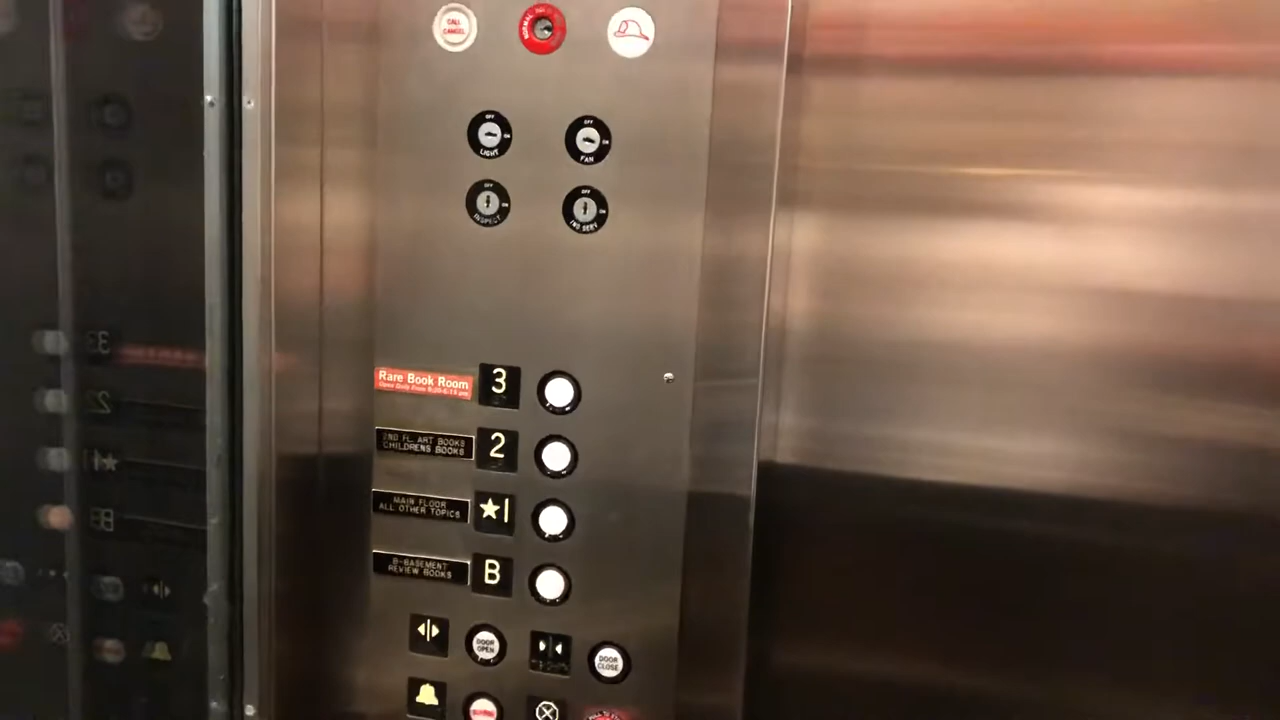 CALL
CANCEL
NORMAL
OFF
ON
LIGHT
OFF
ON
FAN
OFF
ON
INSPECT
OFF
ON
IND SERV
Rare Book Room
3
2ND FL. ART BOOKS
CHILDRENS BOOKS
2
MAIN FLOOR
ALL OTHER TOPICS
★1
B-BASEMENT
REVIEW BOOKS
B
DOOR
OPEN
DOOR
CLOSE